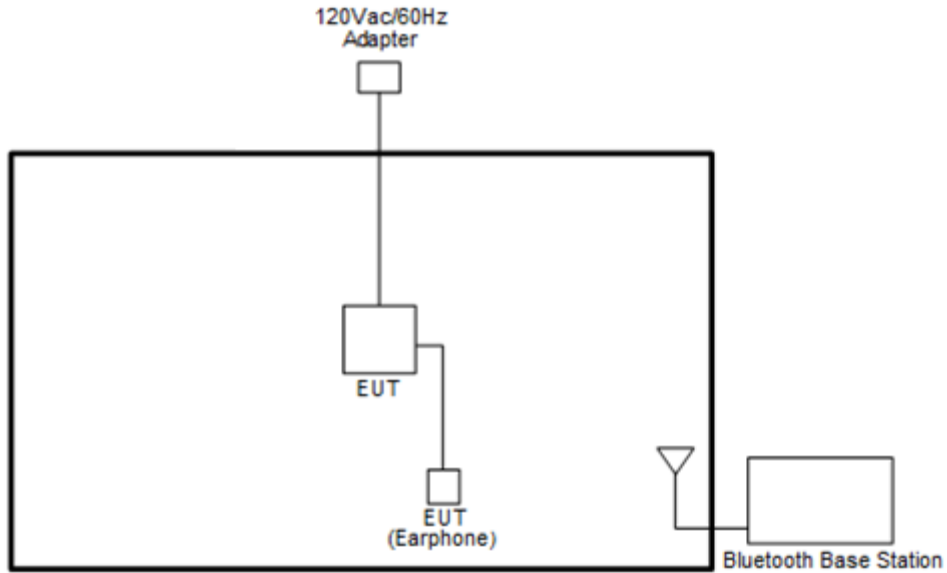 120Vac/60Hz
Adapter
EUT
EUT
(Earphone)
Bluetooth Base Station